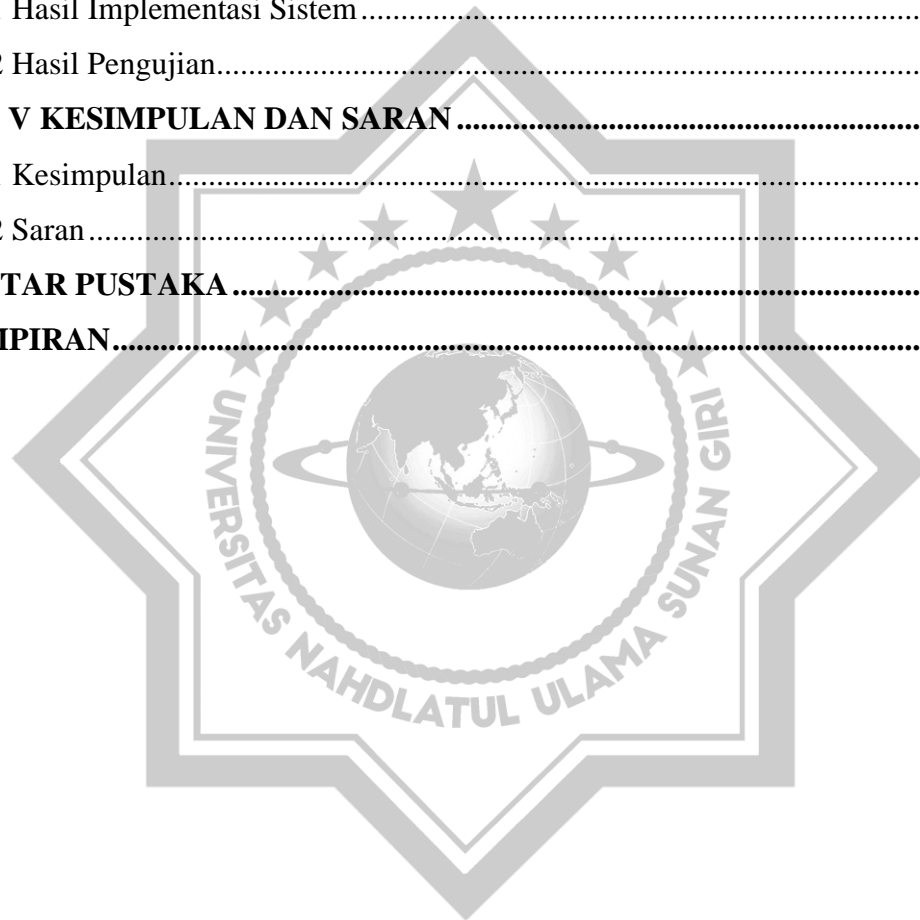 Hasil Implementasi Sistem ........................................................................
2 Hasil Pengujian........................................................................................
V KESIMPULAN DAN SARAN ..........................................................
Kesimpulan..............................................................................................
2 Saran........................................................................................................
TAR PUSTAKA ......................................................................................
IPIRAN.....................................................................................................
UNIVERSITAS NAHDLATUL ULAMA SUNAN GIRI